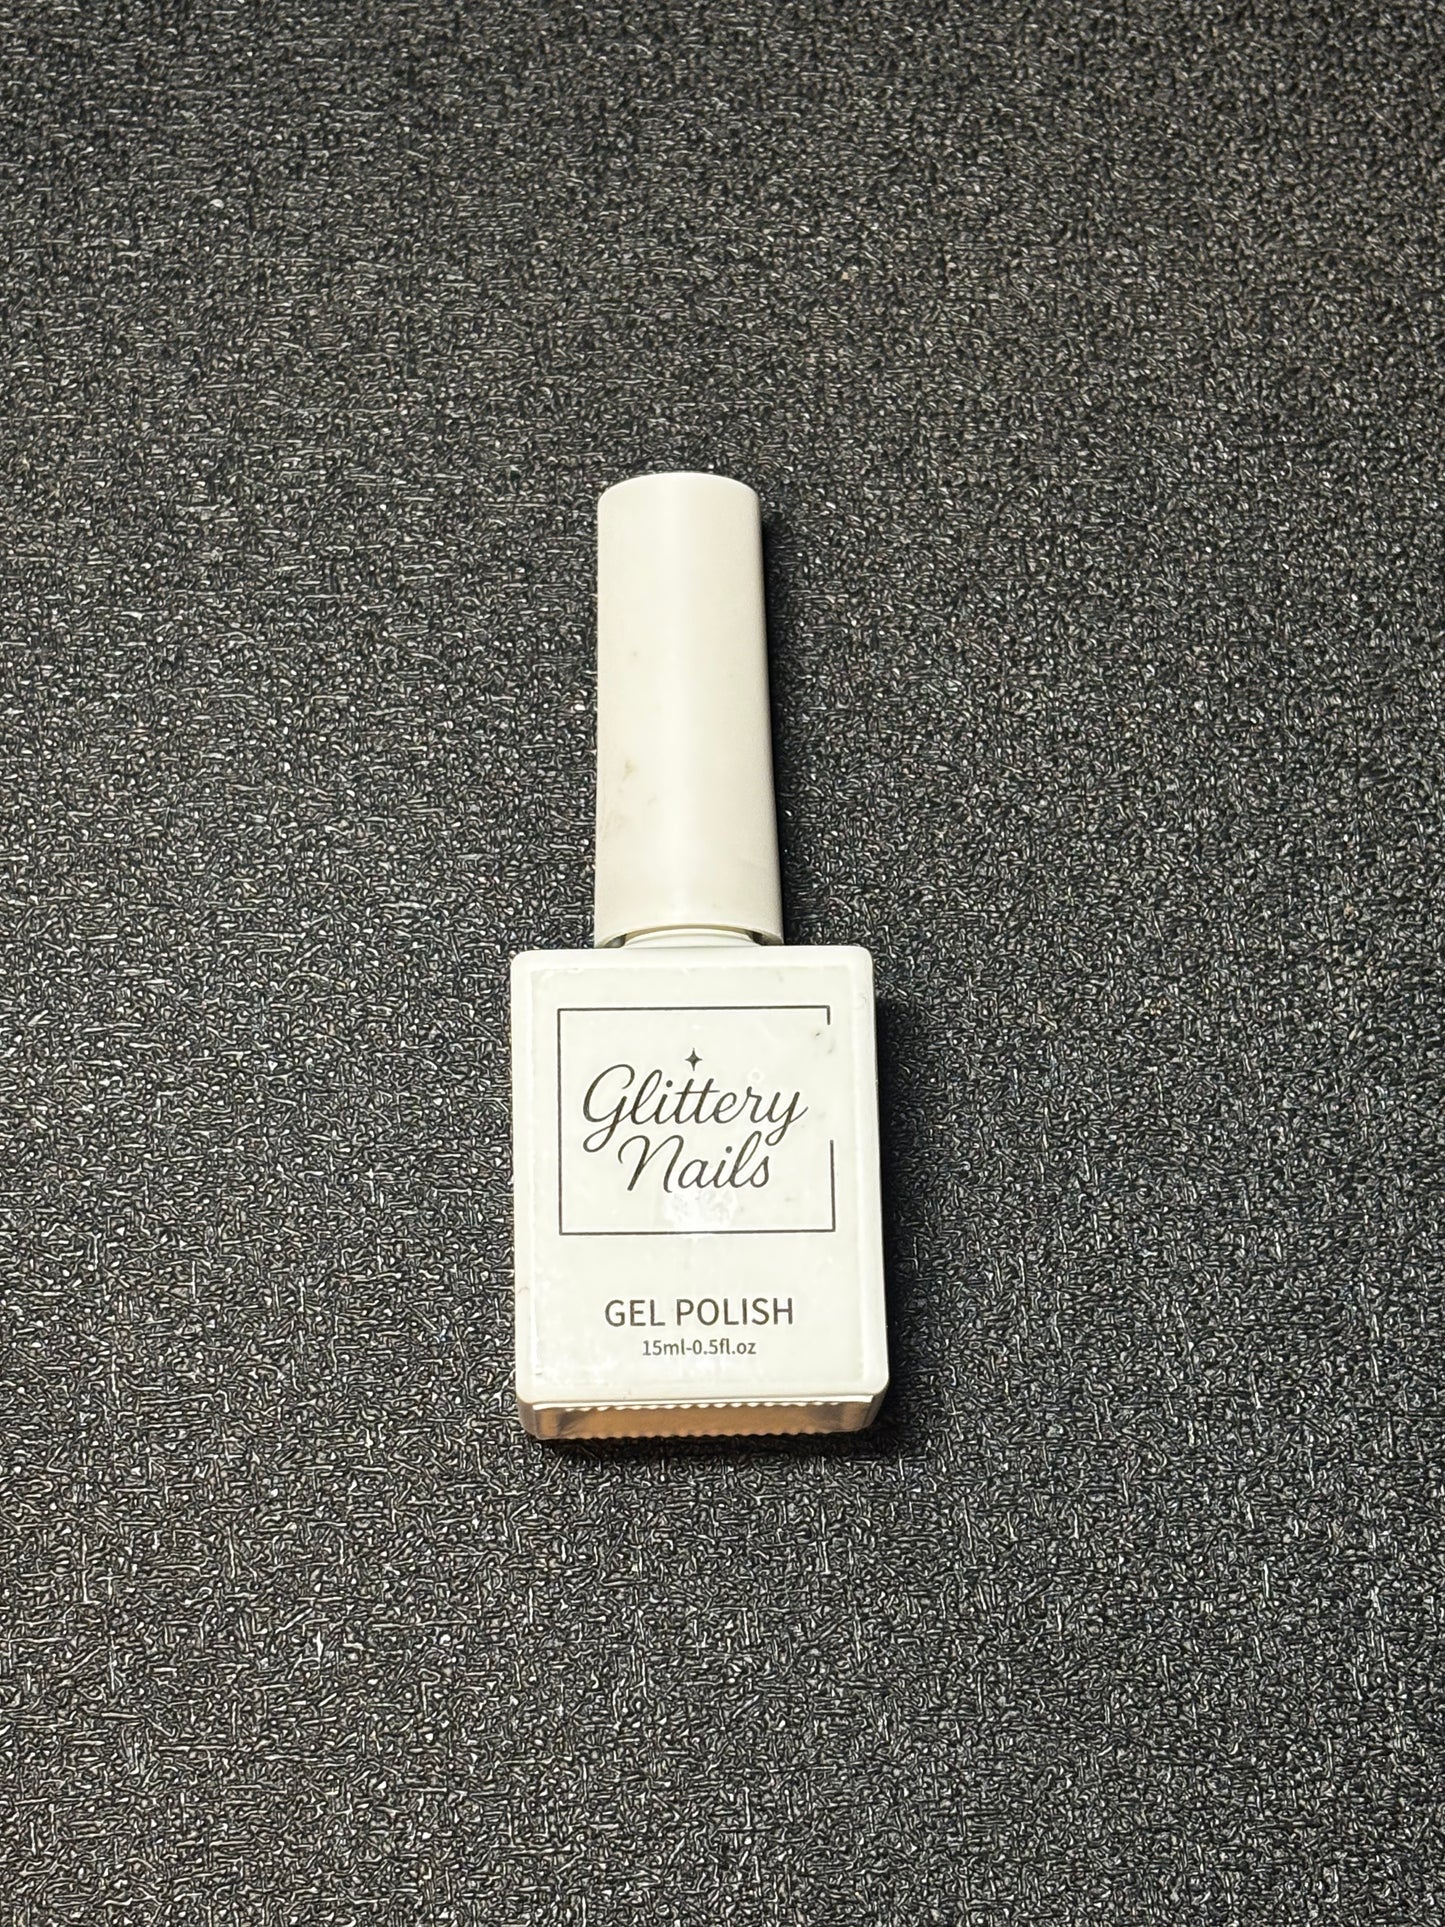 Glittery
Nails
GEL POLISH
15ml-0.5fl.oz